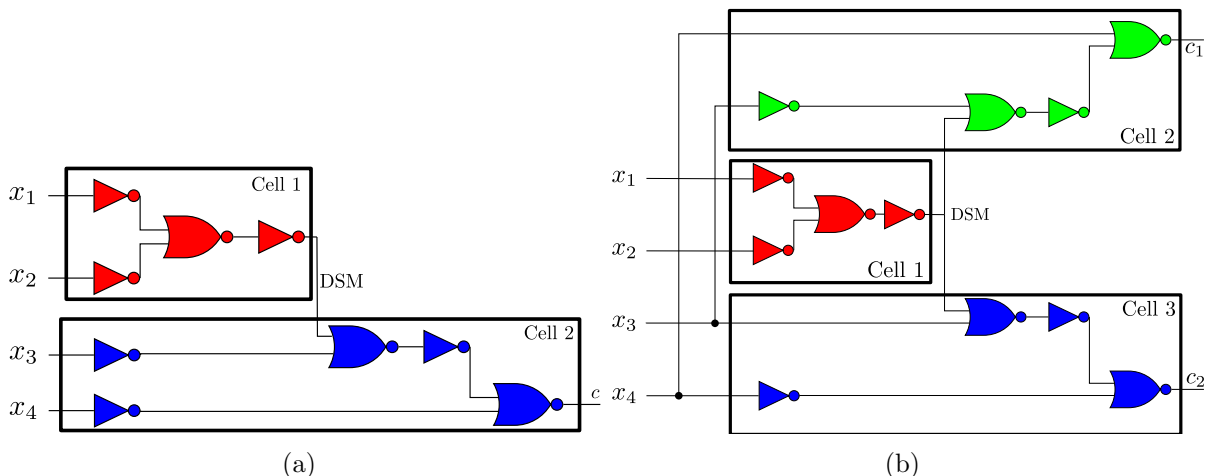 x₁
Cell 1
x₂
DSM
x₃
Cell 2
x₄
c
(a)
c₁
Cell 2
x₁
DSM
x₂
Cell 1
x₃
Cell 3
x₄
c₂
(b)